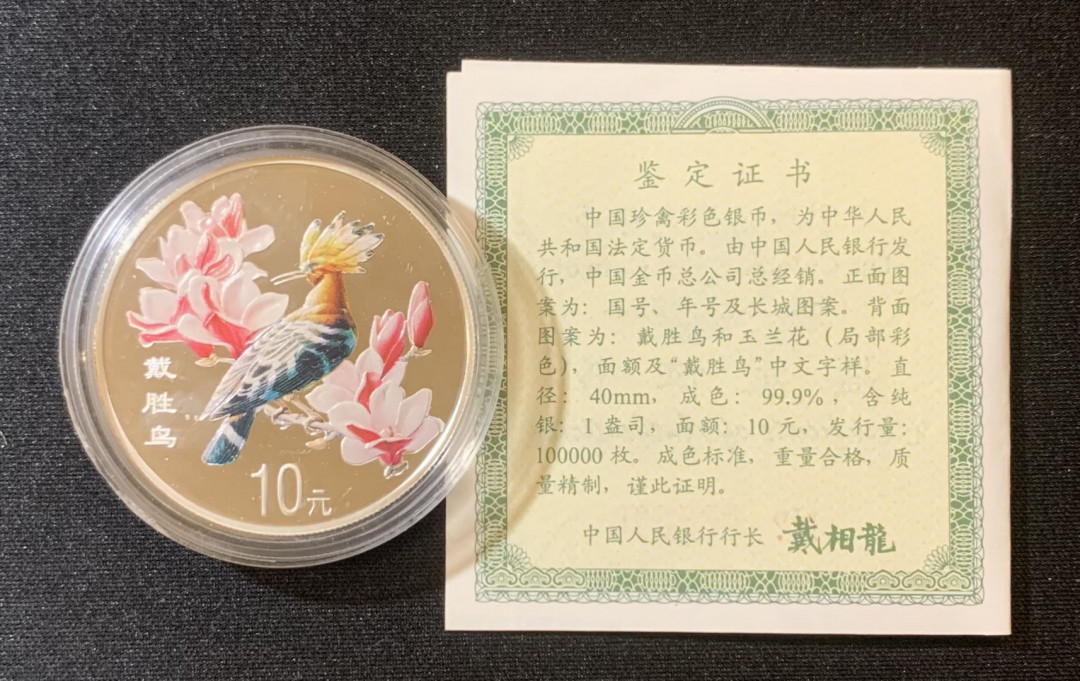 戴胜鸟
10元
鉴定证书
中国珍禽彩色银币，为中华人民
共和国法定货币。由中国人民银行发
行，中国金币总公司总经销。正面图
案为：国号、年号及长城图案。背面
图案为：戴胜鸟和玉兰花（局部彩
色），面额及“戴胜鸟”中文字样。直
径：40mm，成色：99.9%，含纯
银：1盎司，面额：10元，发行量：
100000枚。成色标准，重量合格，质
量精制，谨此证明。
中国人民银行行长 戴相龍